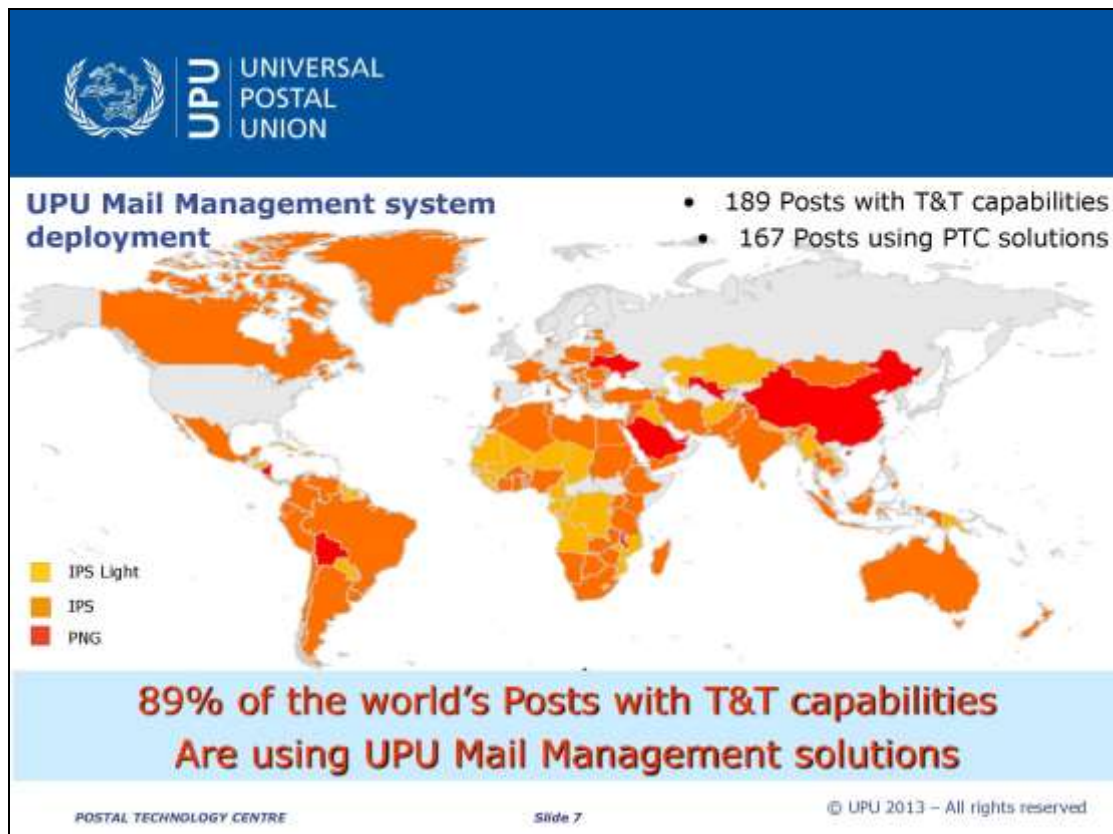 UPU
UNIVERSAL
POSTAL
UNION
UPU Mail Management system
deployment
• 189 Posts with T&T capabilities
• 167 Posts using PTC solutions
IPS Light
IPS
PNG
89% of the world's Posts with T&T capabilities
Are using UPU Mail Management solutions
POSTAL TECHNOLOGY CENTRE
Slide 7
© UPU 2013 – All rights reserved